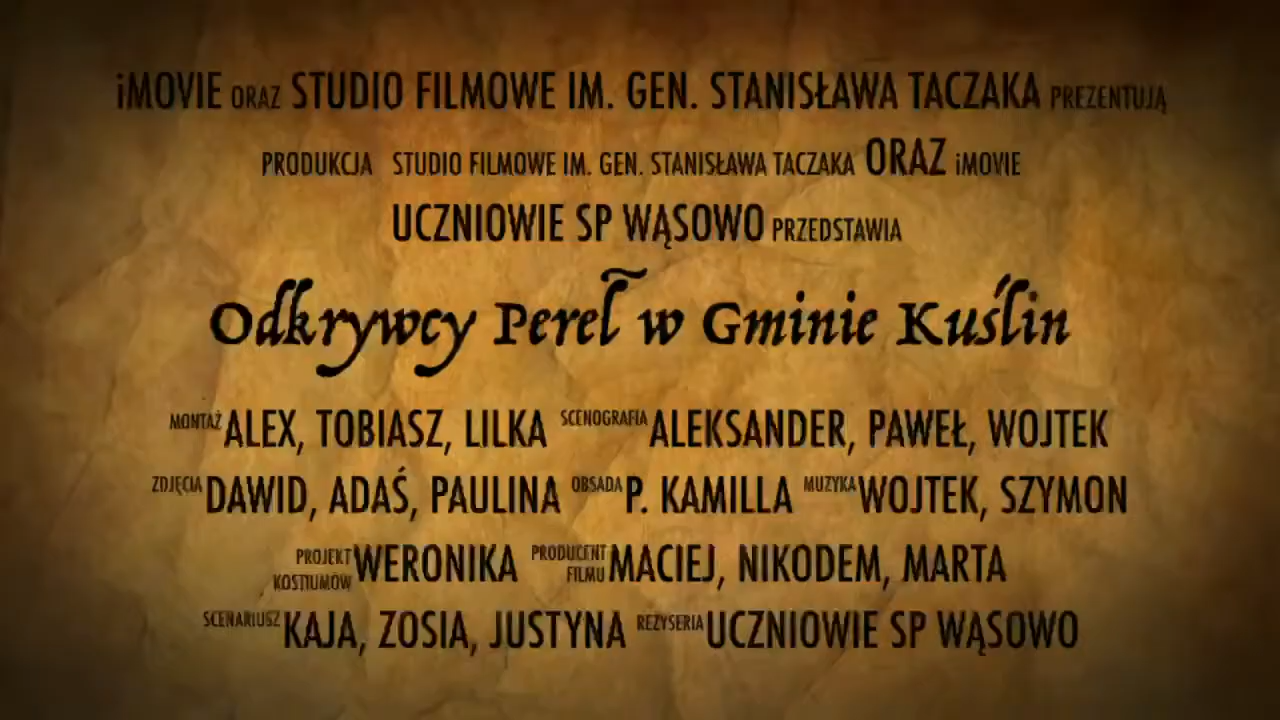 iMOVIE ORAZ STUDIO FILMOWE IM. GEN. STANISŁAWA TACZAKA PREZENTUJĄ
PRODUKCJA STUDIO FILMOWE IM. GEN. STANISŁAWA TACZAKA ORAZ iMOVIE
UCZNIOWIE SP WĄSOWO PRZEDSTAWIA
Odkrywcy Pereł w Gminie Kuślin
MONTAŻ ALEX, TOBIASZ, LILKA SCENOGRAFIA ALEKSANDER, PAWEŁ, WOJTEK
ZDJĘCIA DAWID, ADAŚ, PAULINA OBSADA P. KAMILLA MUZYKA WOJTEK, SZYMON
PROJEKT KOSTIUMÓW WERONIKA PRODUCENT FILMU MACIEJ, NIKODEM, MARTA
SCENARIUSZ KAJA, ZOSIA, JUSTYNA REŻYSERIA UCZNIOWIE SP WĄSOWO